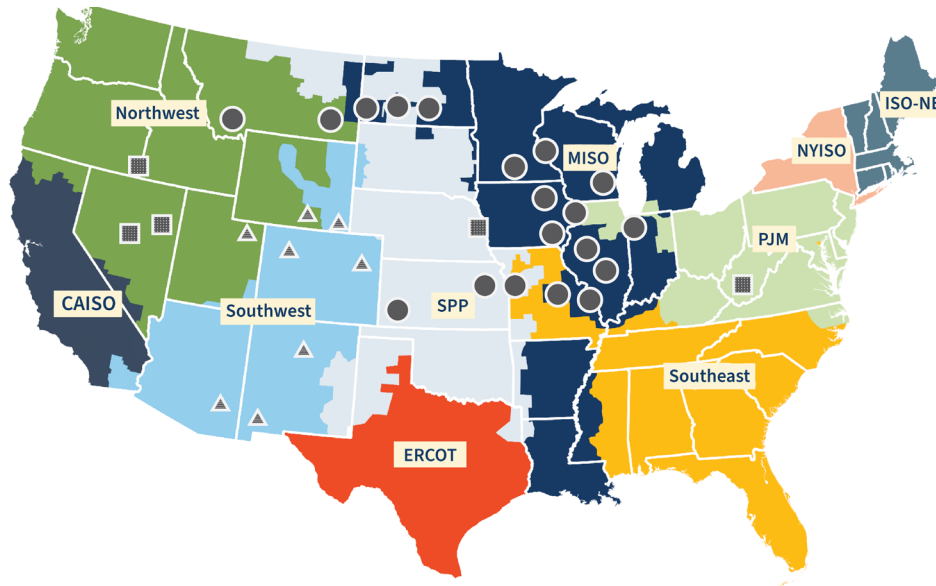 Northwest
MISO
NYISO
ISO-NE
PJM
CAISO
Southwest
SPP
Southeast
ERCOT